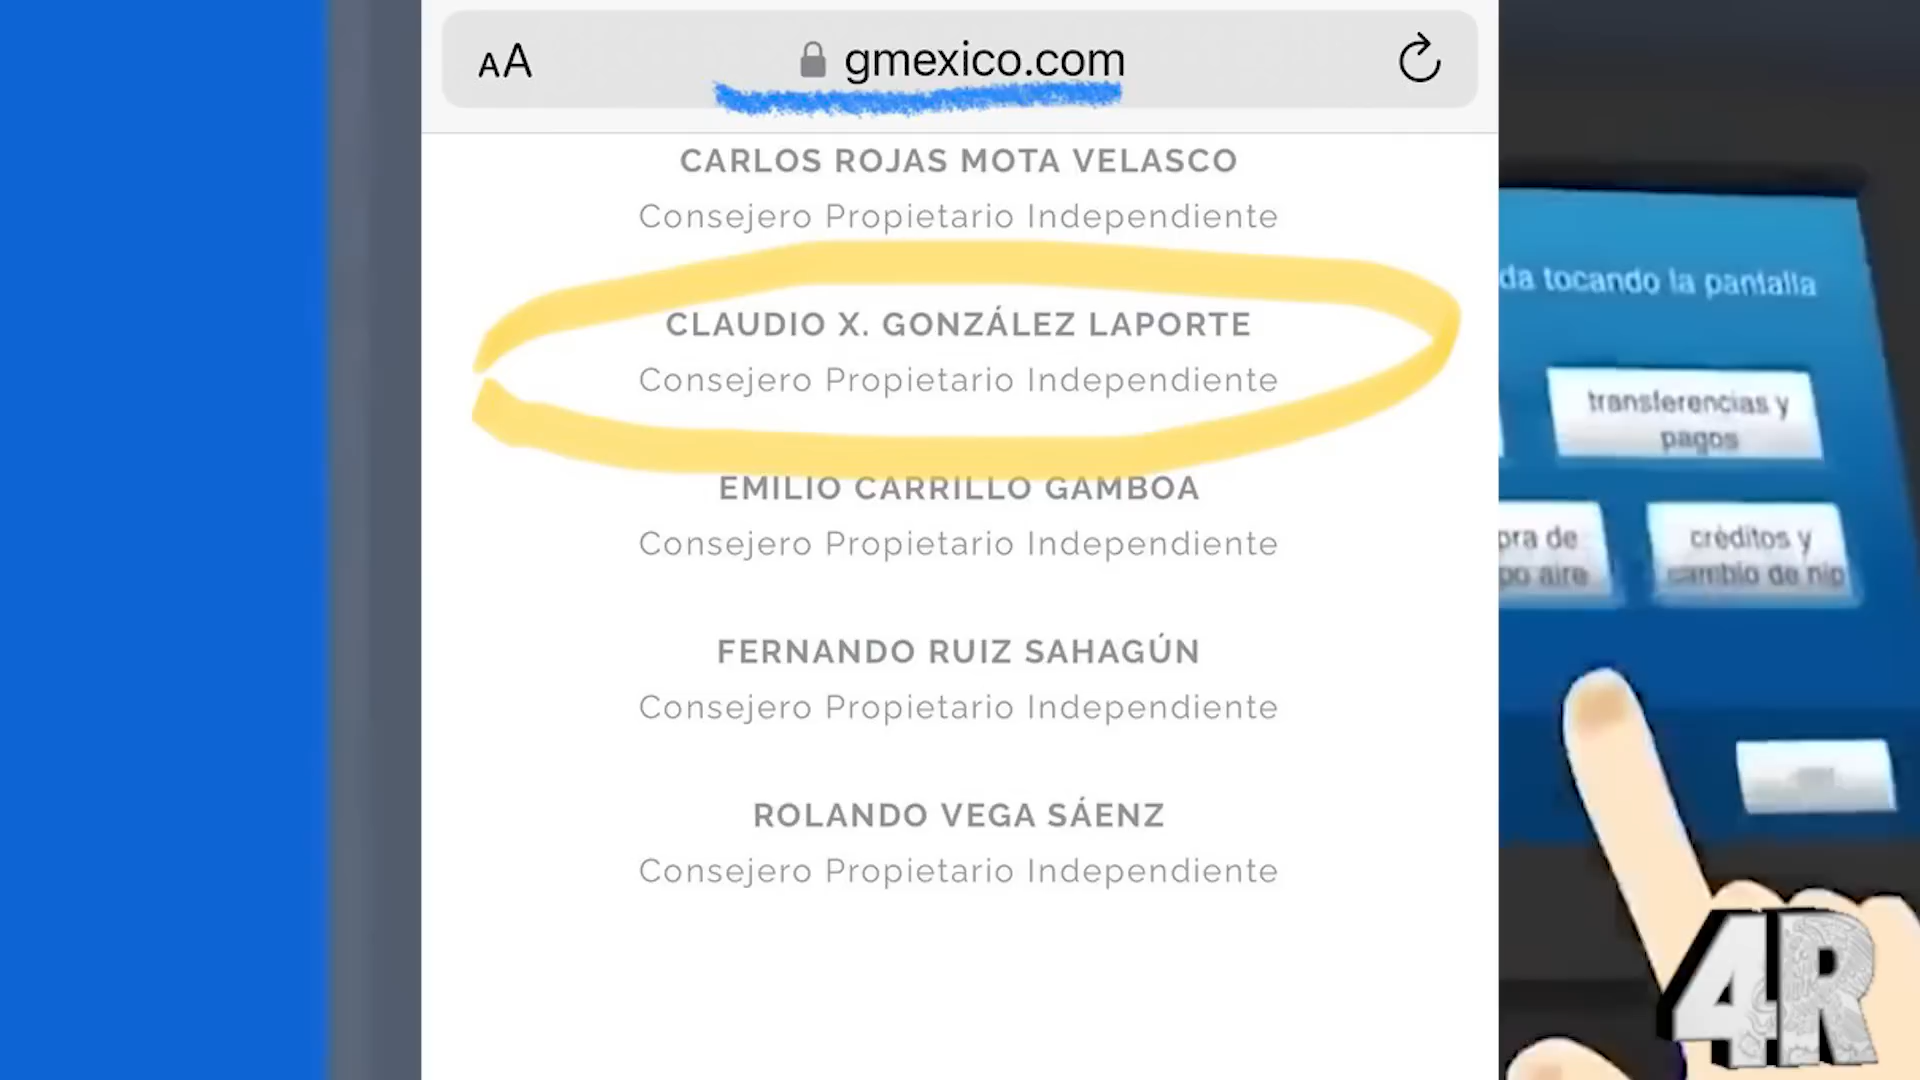 AA
gmexico.com
CARLOS ROJAS MOTA VELASCO
Consejero Propietario Independiente
CLAUDIO X. GONZÁLEZ LAPORTE
Consejero Propietario Independiente
EMILIO CARRILLO GAMBOA
Consejero Propietario Independiente
FERNANDO RUIZ SAHAGÚN
Consejero Propietario Independiente
ROLANDO VEGA SÁENZ
Consejero Propietario Independiente
da tocando la pantalla
transferencias y
pagos
pra de
po aire
créditos y
cambio de nip
4R